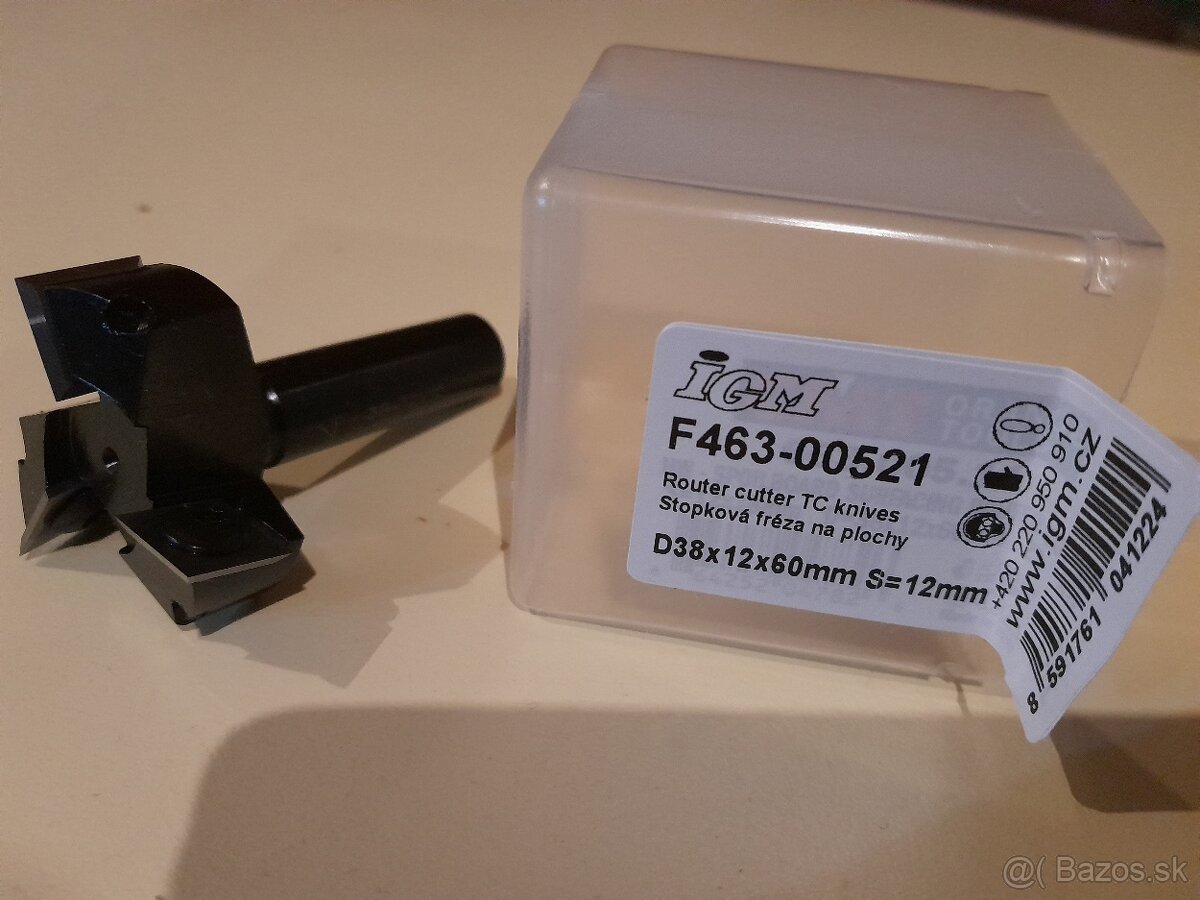 IGM
F463-00521
Router cutter TC knives
Stopková fréza na plochy
D38x12x60mm S=12mm
+420 220 950 910
www.igm.cz
8 591761 041224
@( Bazos.sk